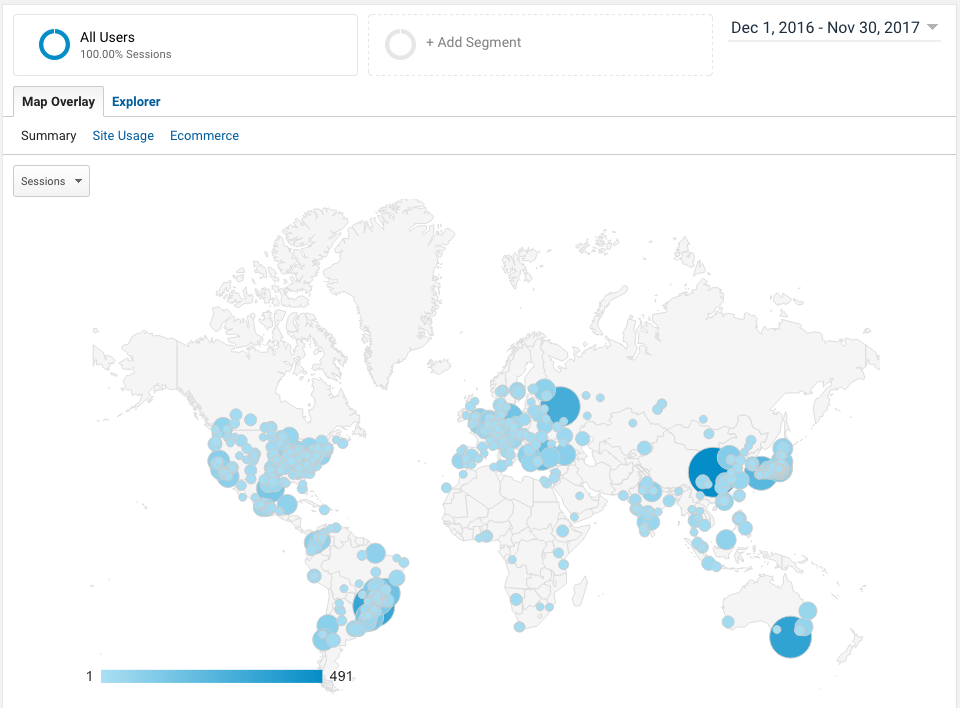 All Users
100.00% Sessions
+ Add Segment
Dec 1, 2016 - Nov 30, 2017
Map Overlay Explorer
Summary Site Usage Ecommerce
Sessions
1 491